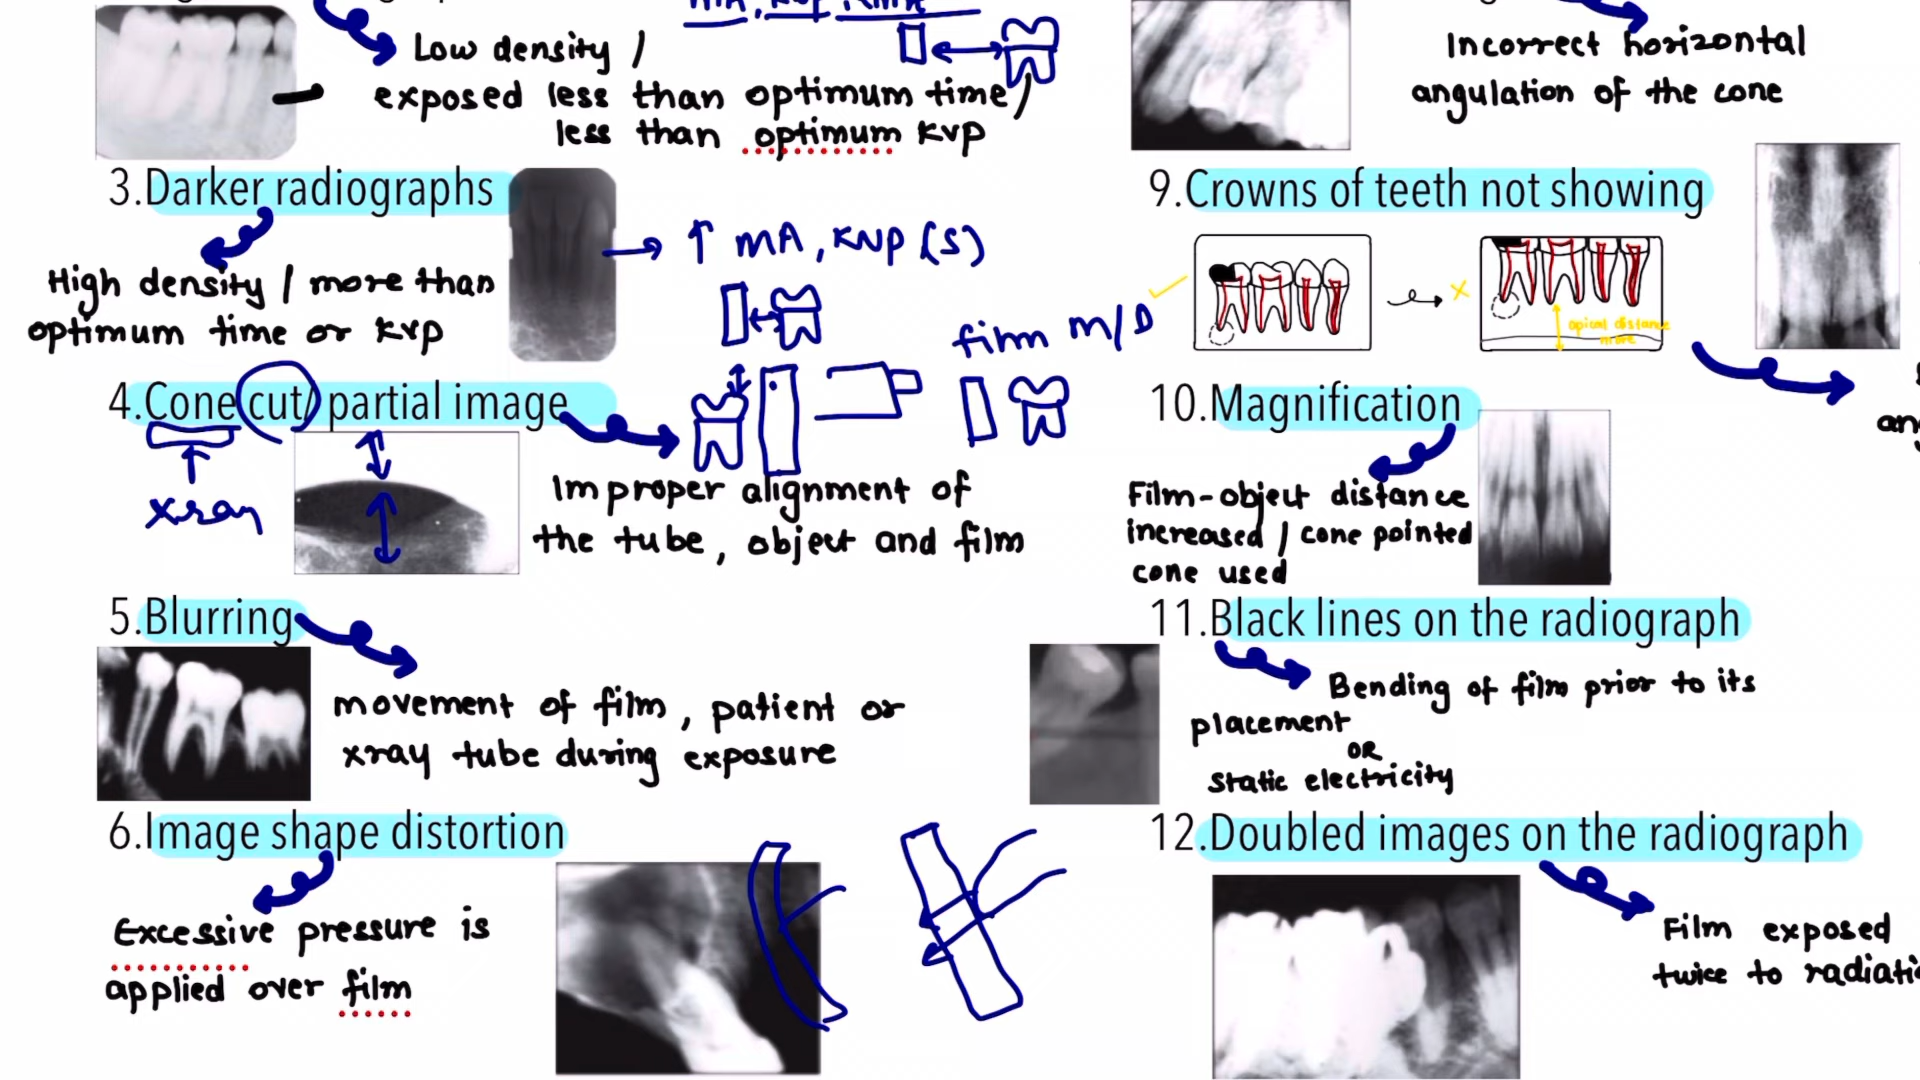 Low density /
exposed less than optimum time /
less than optimum kvp
3.Darker radiographs
High density / more than
optimum time or kvp
↑ MA, KVP (S)
film M/D
4.Cone cut/ partial image
xray
Improper alignment of
the tube, object and film
5.Blurring
movement of film, patient or
xray tube during exposure
6.Image shape distortion
Excessive pressure is
applied over film
Incorrect horizontal
angulation of the cone
9.Crowns of teeth not showing
apical distance
more
10.Magnification
Film-object distance
increased / cone pointed
cone used
11.Black lines on the radiograph
Bending of film prior to its
placement
OR
static electricity
12.Doubled images on the radiograph
Film exposed
twice to